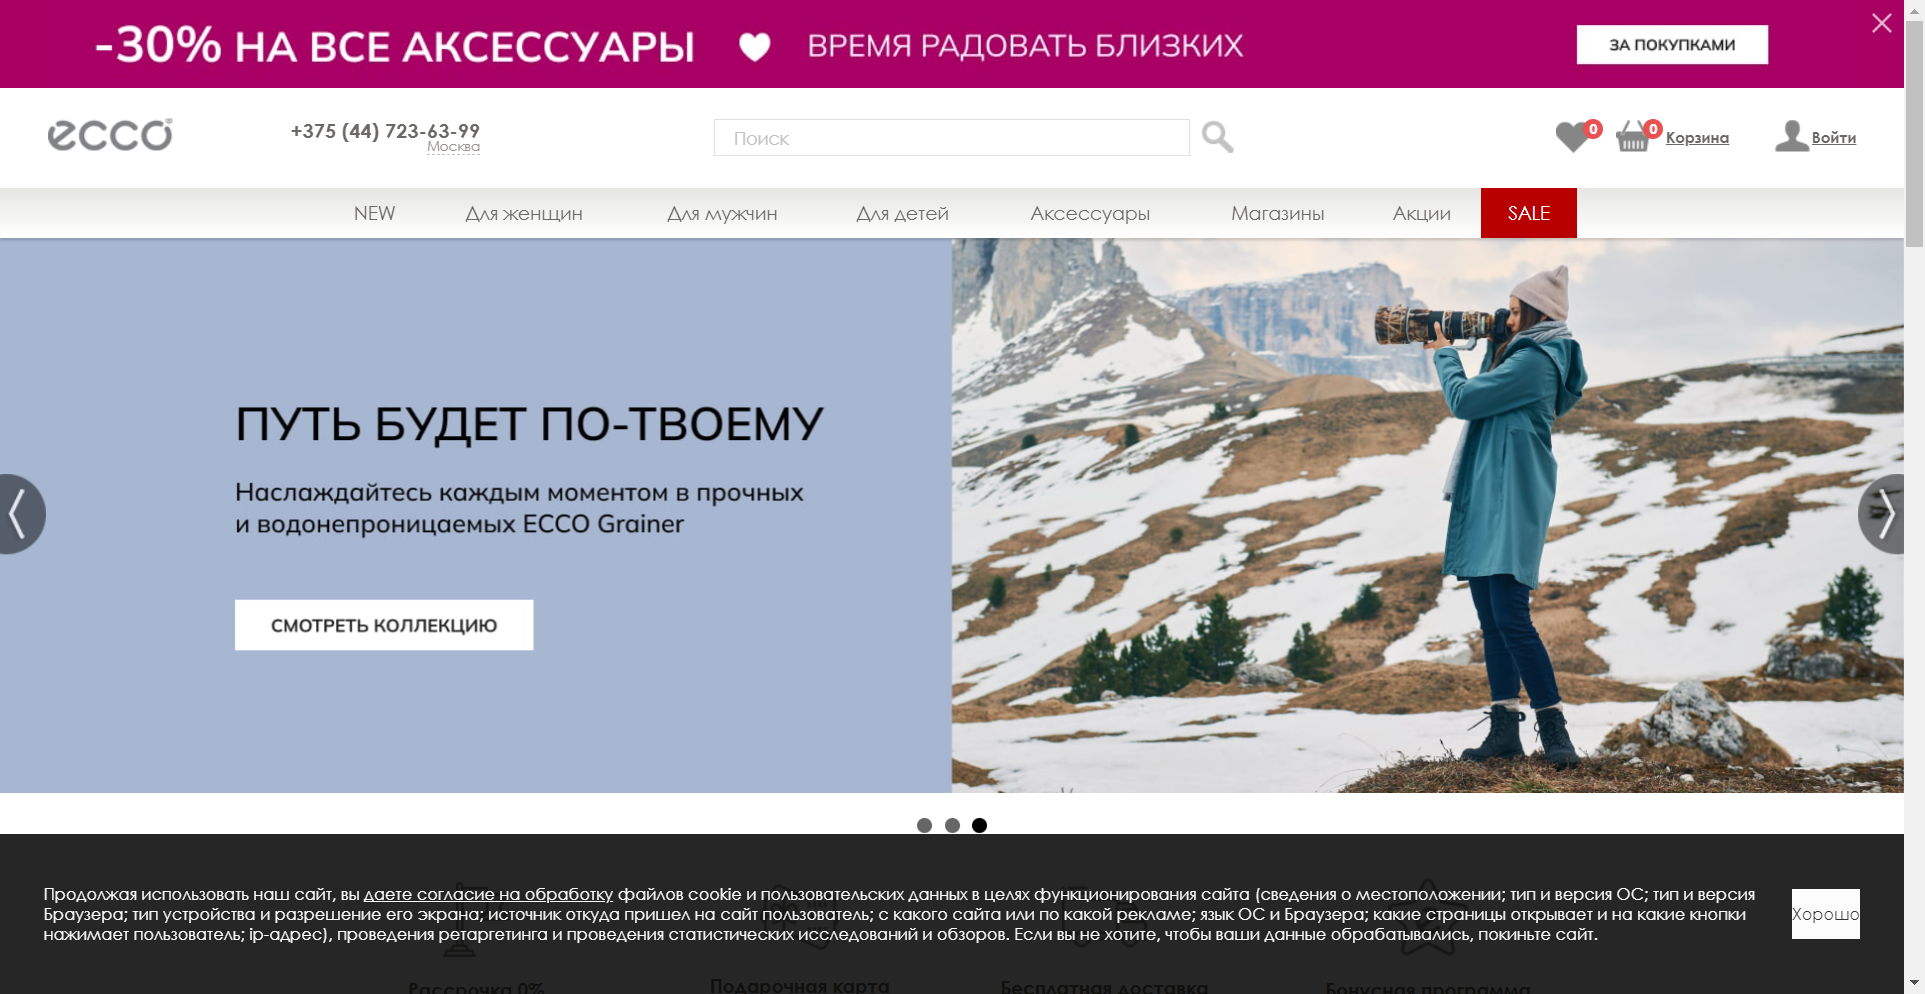 -30% НА ВСЕ АКСЕССУАРЫ ВРЕМЯ РАДОВАТЬ БЛИЗКИХ ЗА ПОКУПКАМИ
ecco
+375 (44) 723-63-99
Москва
Поиск
0
0
Корзина
Войти
NEW Для женщин Для мужчин Для детей Аксессуары Магазины Акции SALE
ПУТЬ БУДЕТ ПО-ТВОЕМУ
Наслаждайтесь каждым моментом в прочных
и водонепроницаемых ECCO Grainer
СМОТРЕТЬ КОЛЛЕКЦИЮ
Продолжая использовать наш сайт, вы даете согласие на обработку файлов cookie и пользовательских данных в целях функционирования сайта (сведения о местоположении; тип и версия ОС; тип и версия
Браузера; тип устройства и разрешение его экрана; источник откуда пришел на сайт пользователь; с какого сайта или по какой рекламе; язык ОС и Браузера; какие страницы открывает и на какие кнопки
нажимает пользователь; ip-адрес), проведения ретаргетинга и проведения статистических исследований и обзоров. Если вы не хотите, чтобы ваши данные обрабатывались, покиньте сайт.
Хорошо
Рассрочка 0% Подарочная карта Бесплатная доставка Бонусная программа